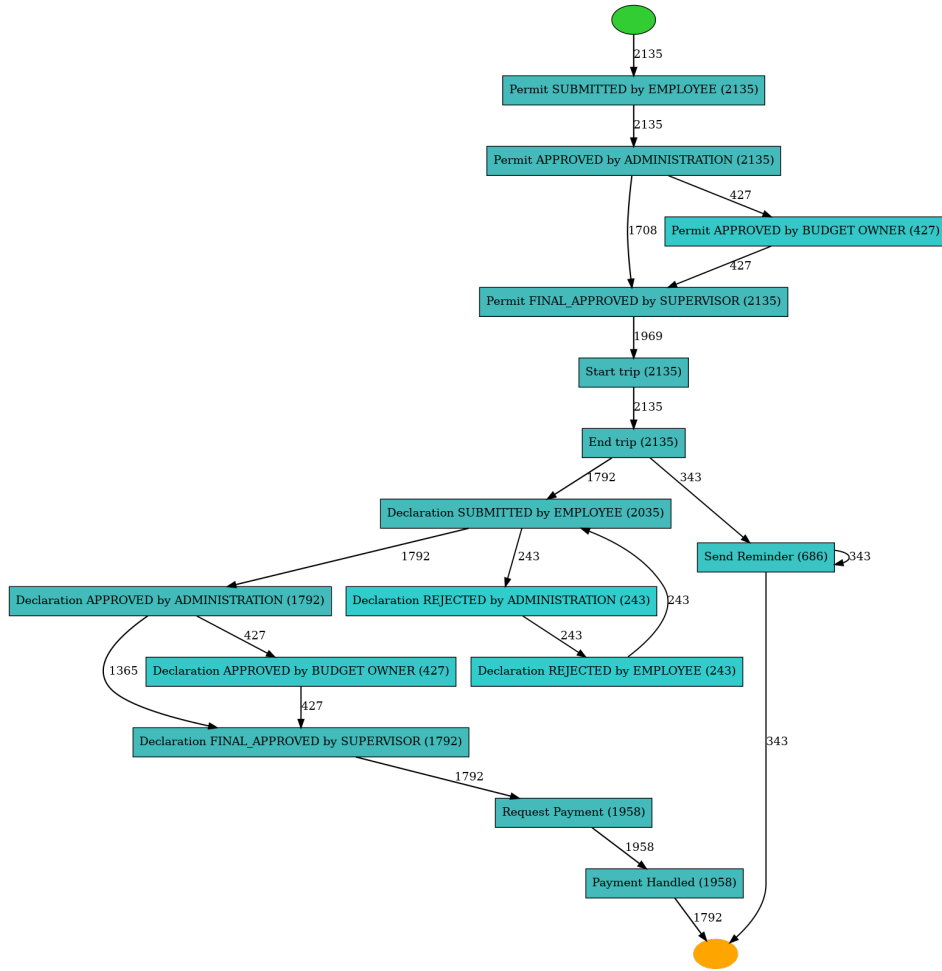 2135
Permit SUBMITTED by EMPLOYEE (2135)
2135
Permit APPROVED by ADMINISTRATION (2135)
427
1708
Permit APPROVED by BUDGET OWNER (427)
427
Permit FINAL_APPROVED by SUPERVISOR (2135)
1969
Start trip (2135)
2135
End trip (2135)
1792
343
Declaration SUBMITTED by EMPLOYEE (2035)
1792
243
Send Reminder (686)
343
Declaration APPROVED by ADMINISTRATION (1792)
Declaration REJECTED by ADMINISTRATION (243)
243
427
243
1365
Declaration APPROVED by BUDGET OWNER (427)
Declaration REJECTED by EMPLOYEE (243)
427
Declaration FINAL_APPROVED by SUPERVISOR (1792)
343
1792
Request Payment (1958)
1958
Payment Handled (1958)
1792